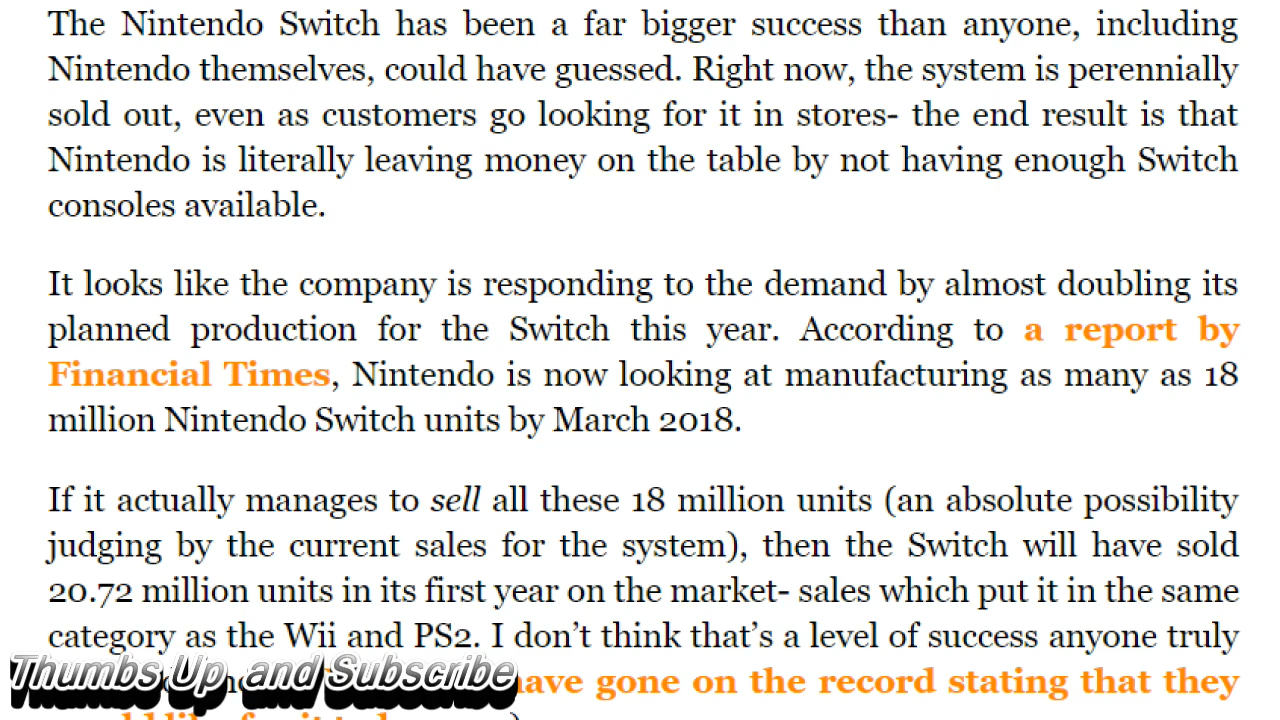 The Nintendo Switch has been a far bigger success than anyone, including
Nintendo themselves, could have guessed. Right now, the system is perennially
sold out, even as customers go looking for it in stores- the end result is that
Nintendo is literally leaving money on the table by not having enough Switch
consoles available.
It looks like the company is responding to the demand by almost doubling its
planned production for the Switch this year. According to a report by
Financial Times, Nintendo is now looking at manufacturing as many as 18
million Nintendo Switch units by March 2018.
If it actually manages to sell all these 18 million units (an absolute possibility
judging by the current sales for the system), then the Switch will have sold
20.72 million units in its first year on the market- sales which put it in the same
category as the Wii and PS2. I don’t think that’s a level of success anyone truly
Thumbs Up and Subscribe
have gone on the record stating that they